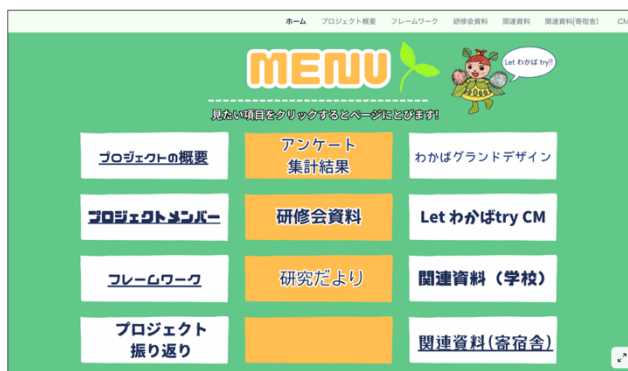 ホーム プロジェクト概要 フレームワーク 研修会資料 関連資料 関連資料(寄宿舎) CM
MENU
Let わかば try!!
見たい項目をクリックするとページにとびます!
プロジェクトの概要
アンケート
集計結果
わかばグランドデザイン
プロジェクトメンバー
研修会資料
Let わかばtry CM
フレームワーク
研究だより
関連資料（学校）
プロジェクト
振り返り
関連資料(寄宿舎)